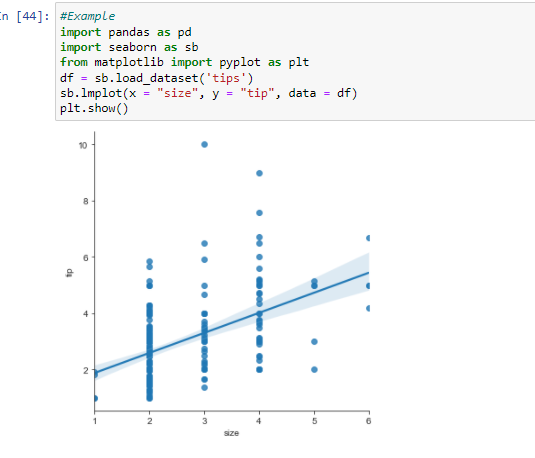 n [44]: #Example
import pandas as pd
import seaborn as sb
from matplotlib import pyplot as plt
df = sb.load_dataset('tips')
sb.lmplot(x = "size", y = "tip", data = df)
plt.show()
10
8
6
4
2
tip
1 2 3 4 5 6
size